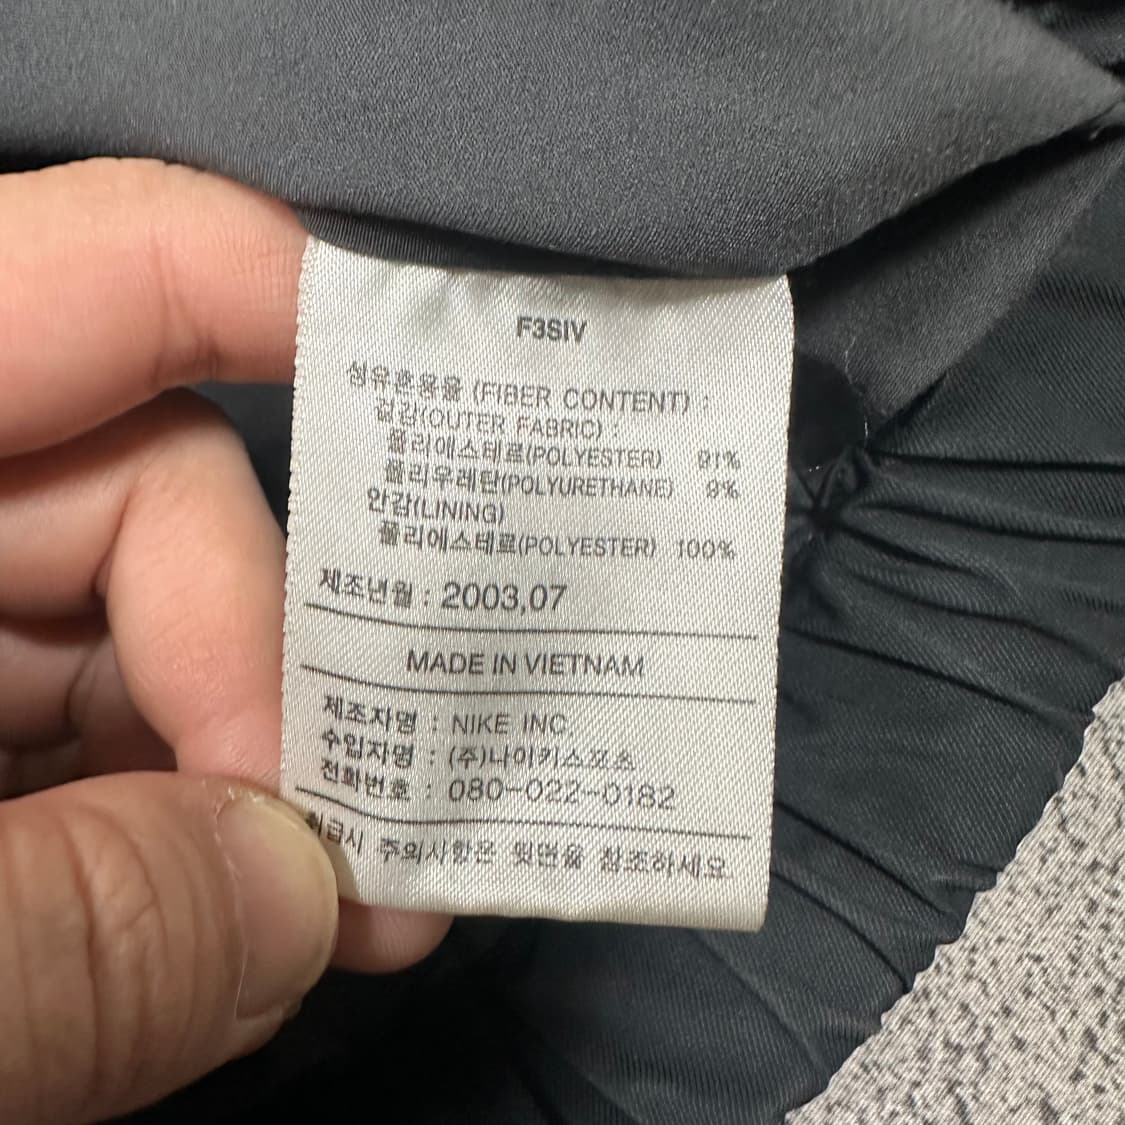 F3SIV
섬유혼용율 (FIBER CONTENT) :
겉감(OUTER FABRIC) :
폴리에스테르(POLYESTER) 91%
폴리우레탄(POLYURETHANE) 9%
안감(LINING)
폴리에스테르(POLYESTER) 100%
제조년월 : 2003,07
MADE IN VIETNAM
제조자명 : NIKE INC.
수입자명 : (주)나이키스포츠
전화번호 : 080-022-0182
취급시 주의사항은 뒷면을 참조하세요